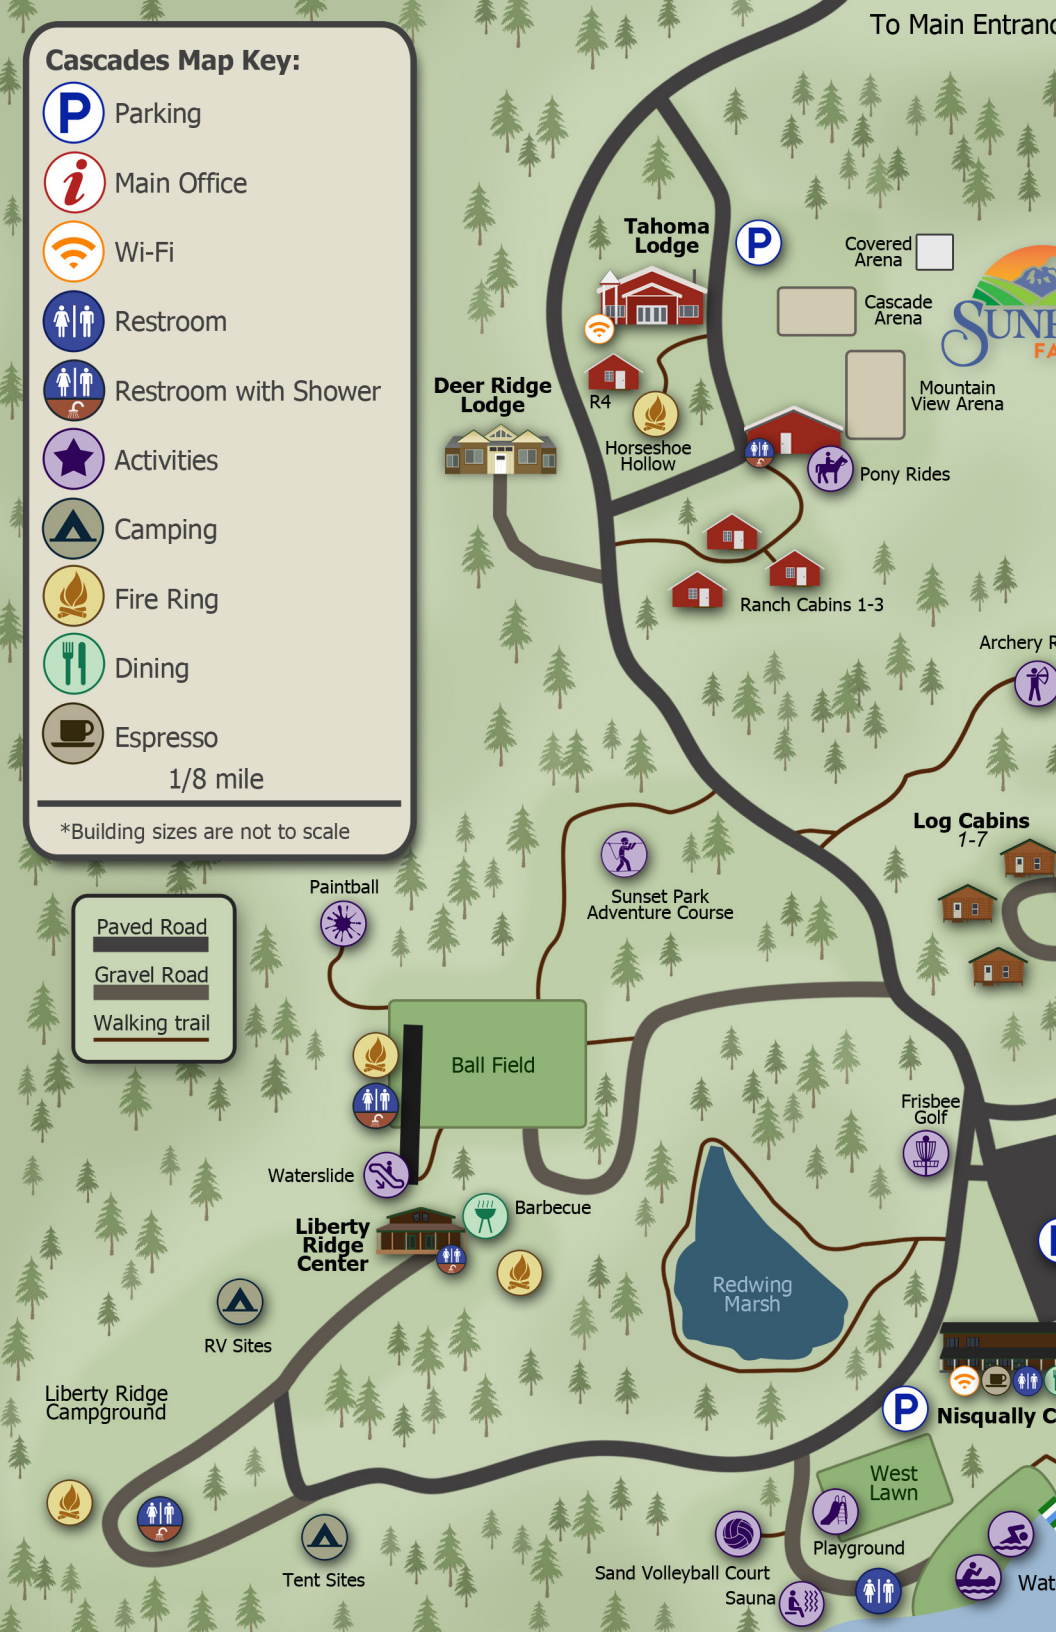 To Main Entranc
Cascades Map Key:
P Parking
i Main Office
Wi-Fi
Restroom
Restroom with Shower
Activities
Camping
Fire Ring
Dining
Espresso
1/8 mile
*Building sizes are not to scale
Paved Road
Gravel Road
Walking trail
Tahoma
Lodge
P
Covered
Arena
Cascade
Arena
SUN
FA
Mountain
View Arena
Deer Ridge
Lodge
R4
Horseshoe
Hollow
Pony Rides
Ranch Cabins 1-3
Archery R
Log Cabins
1-7
Sunset Park
Adventure Course
Paintball
Ball Field
Frisbee
Golf
Waterslide
Barbecue
Liberty
Ridge
Center
Redwing
Marsh
RV Sites
Liberty Ridge
Campground
P
Nisqually C
West
Lawn
Playground
Sand Volleyball Court
Sauna
Tent Sites
Wat